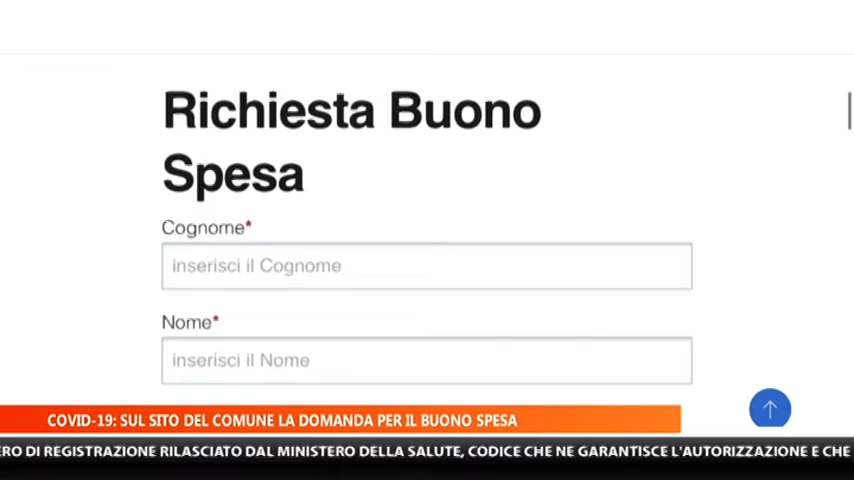 Richiesta Buono
Spesa
Cognome*
inserisci il Cognome
Nome*
inserisci il Nome
COVID-19: SUL SITO DEL COMUNE LA DOMANDA PER IL BUONO SPESA
ERO DI REGISTRAZIONE RILASCIATO DAL MINISTERO DELLA SALUTE, CODICE CHE NE GARANTISCE L'AUTORIZZAZIONE E CHE